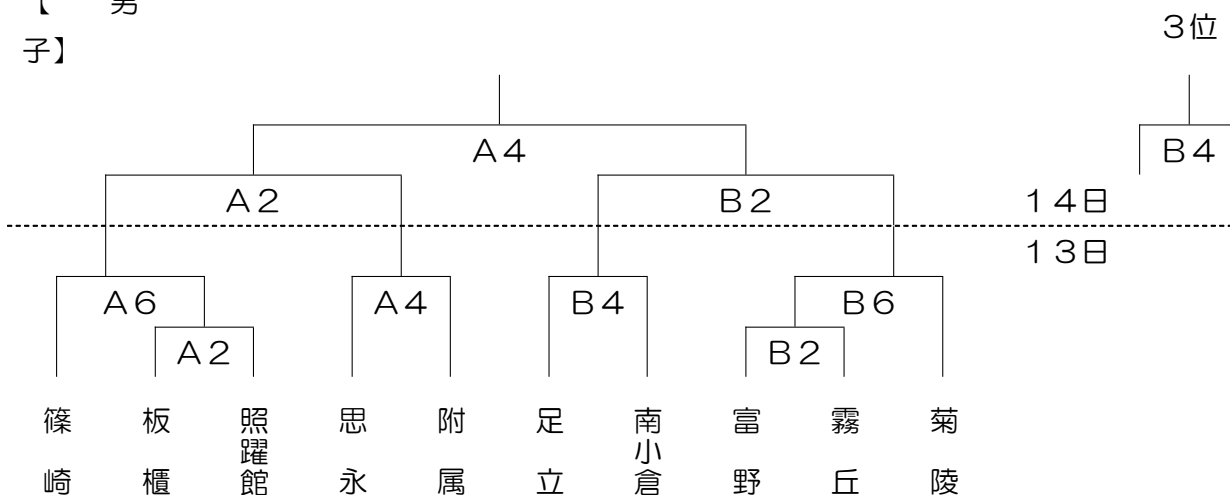 【　男
子】
３位
Ａ４
Ｂ４
Ａ２
Ｂ２
１４日
１３日
Ａ６
Ａ４
Ｂ４
Ｂ６
Ａ２
Ｂ２
篠崎
板櫃
照曜館
思永
附属
足立
南小倉
富野
霧丘
菊陵